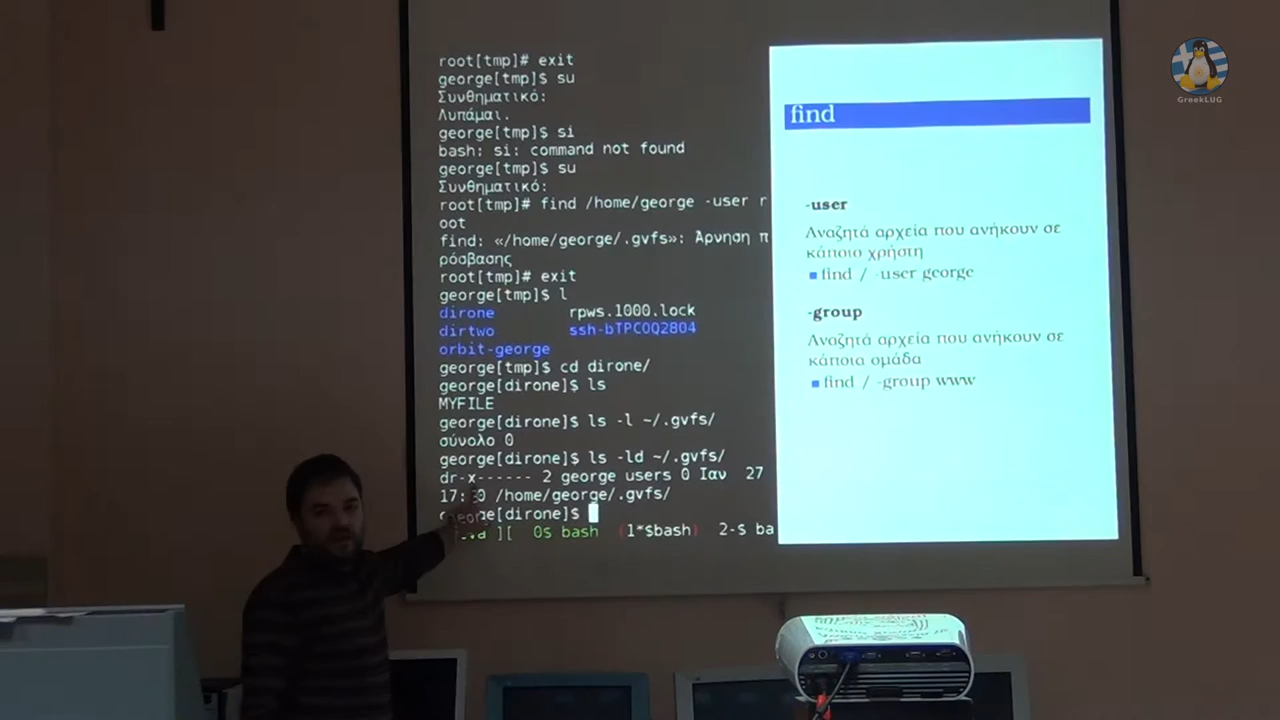 root[tmp]# exit
george[tmp]$ su
Συνθηματικό:
Λυπάμαι.
george[tmp]$ si
bash: si: command not found
george[tmp]$ su
Συνθηματικό:
root[tmp]# find /home/george -user r
oot
find: «/home/george/.gvfs»: Άρνηση π
ρόσβασης
root[tmp]# exit
george[tmp]$ l
dirone rpws.1000.lock
dirtwo ssh-bTPCOQ2804
orbit-george
george[tmp]$ cd dirone/
george[dirone]$ ls
MYFILE
george[dirone]$ ls -l ~/.gvfs/
σύνολο 0
george[dirone]$ ls -ld ~/.gvfs/
dr-x------ 2 george users 0 Ιαν 27
/home/george/.gvfs/
george[dirone]$
][ 0$ bash (1*$bash) 2-$ ba
find
-user
Αναζητά αρχεία που ανήκουν σε
κάποιο χρήστη
find / -user george
-group
Αναζητά αρχεία που ανήκουν σε
κάποια ομάδα
find / -group www
GreekLUG